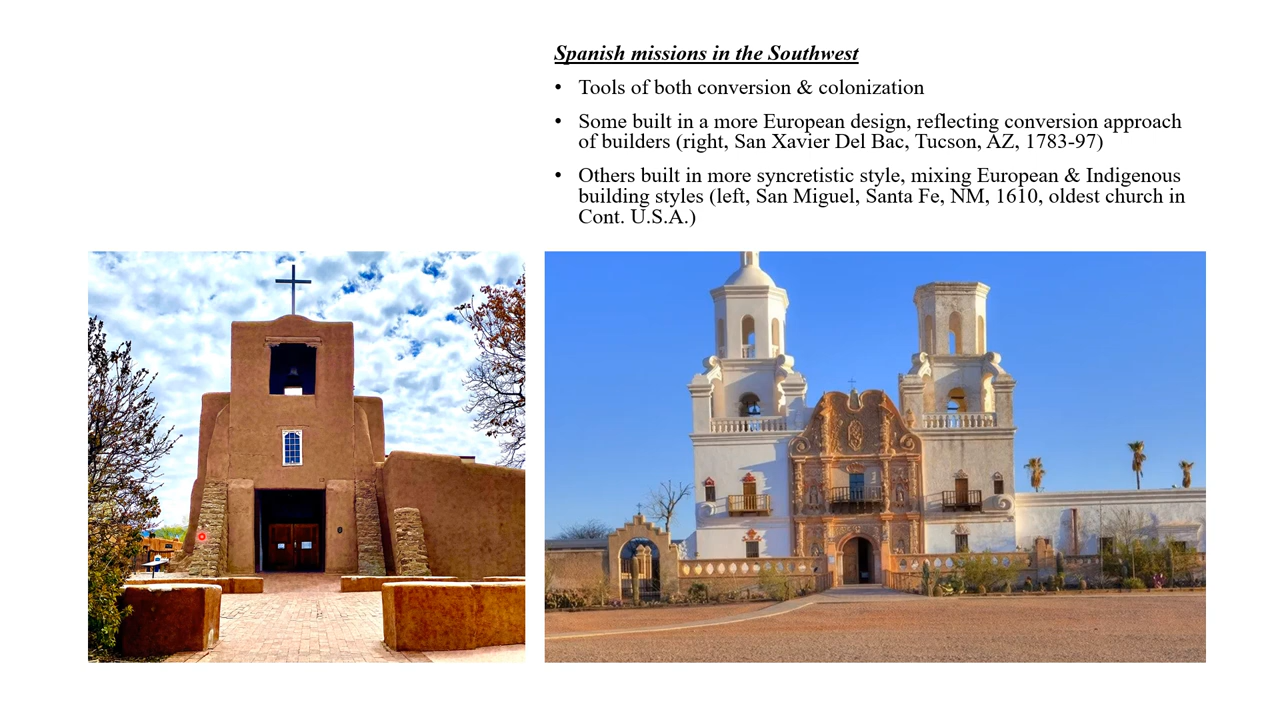 Spanish missions in the Southwest
• Tools of both conversion & colonization
• Some built in a more European design, reflecting conversion approach
of builders (right, San Xavier Del Bac, Tucson, AZ, 1783-97)
• Others built in more syncretistic style, mixing European & Indigenous
building styles (left, San Miguel, Santa Fe, NM, 1610, oldest church in
Cont. U.S.A.)